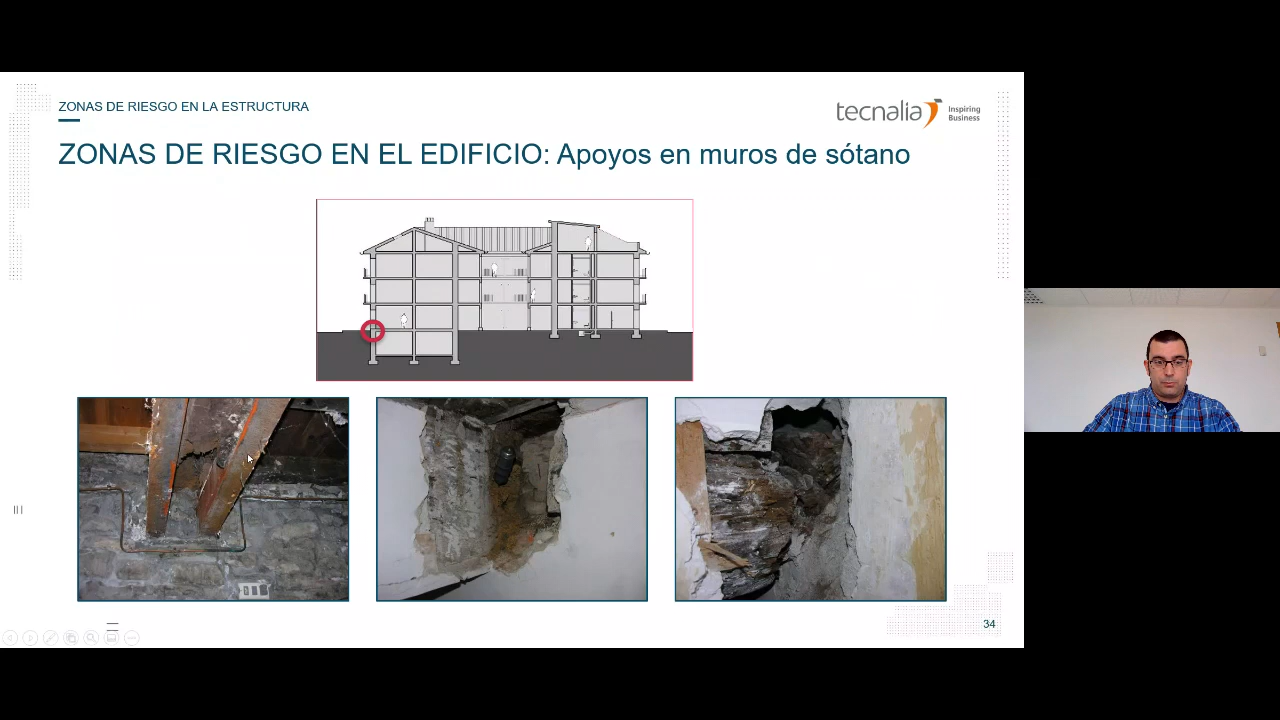 ZONAS DE RIESGO EN LA ESTRUCTURA
tecnalia Inspiring Business
ZONAS DE RIESGO EN EL EDIFICIO: Apoyos en muros de sótano
34